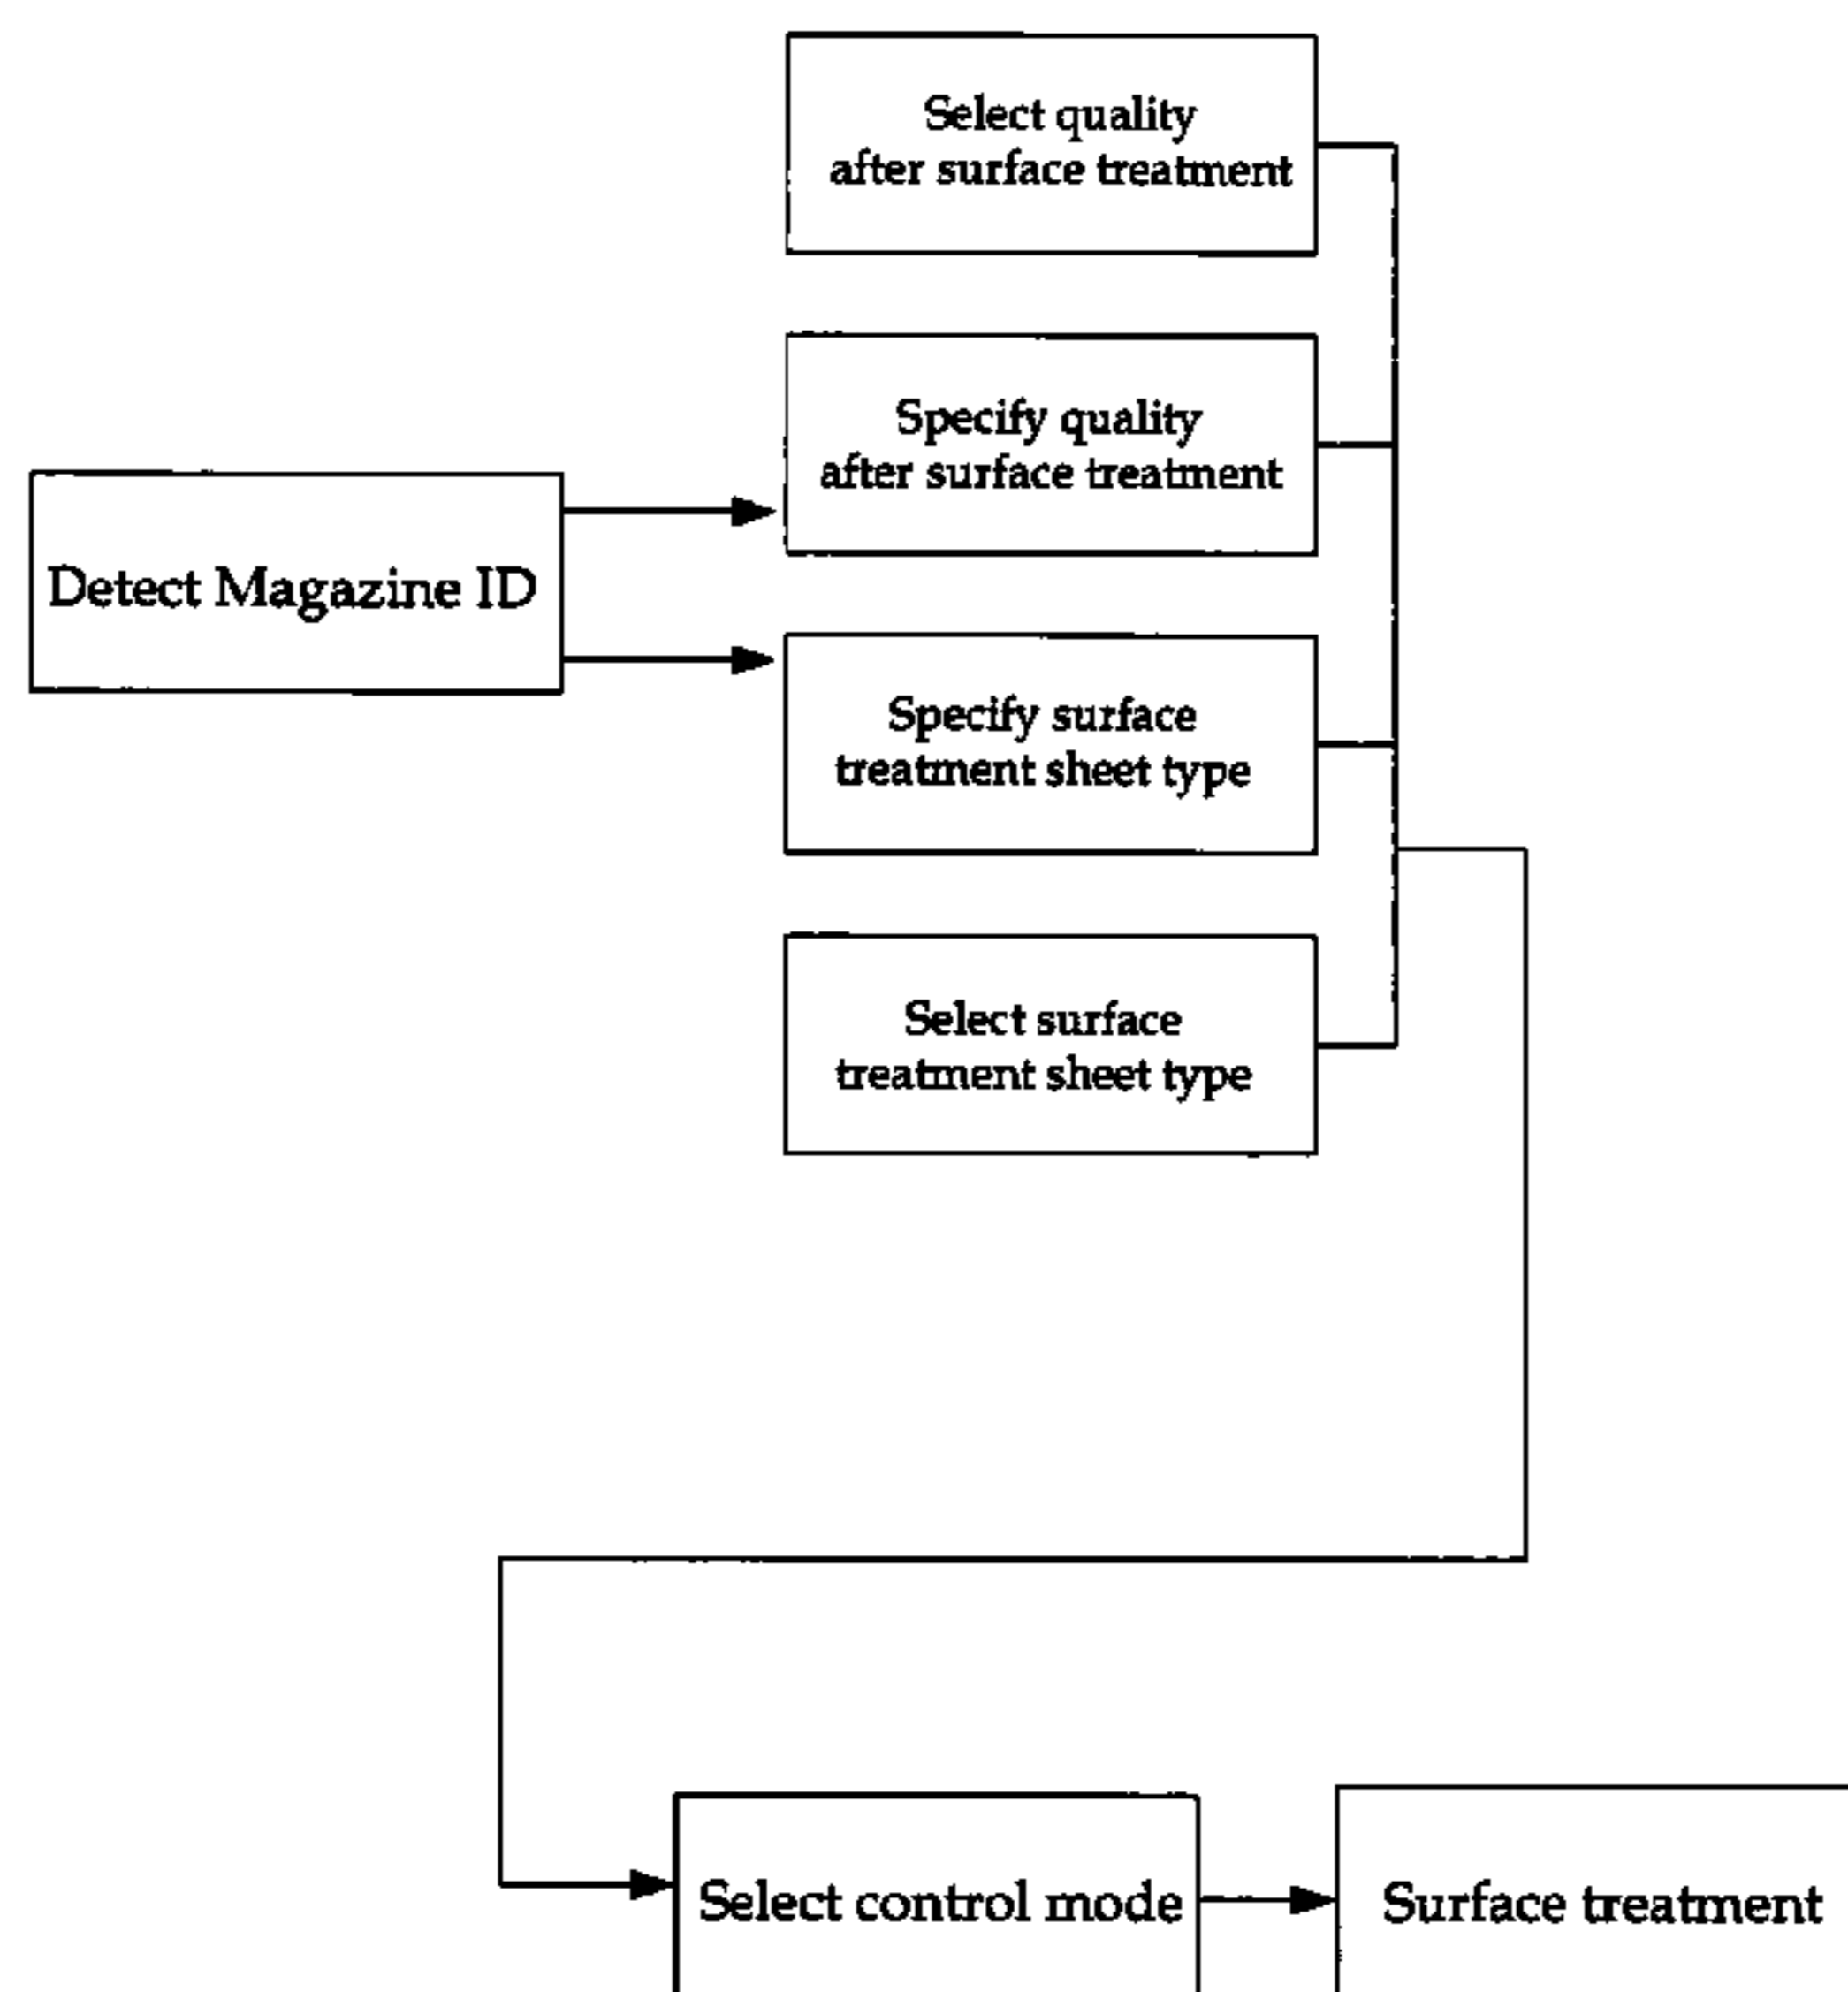 Select quality
after surface treatment
Specify quality
after surface treatment
Detect Magazine ID
Specify surface
treatment sheet type
Select surface
treatment sheet type
Select control mode
Surface treatment